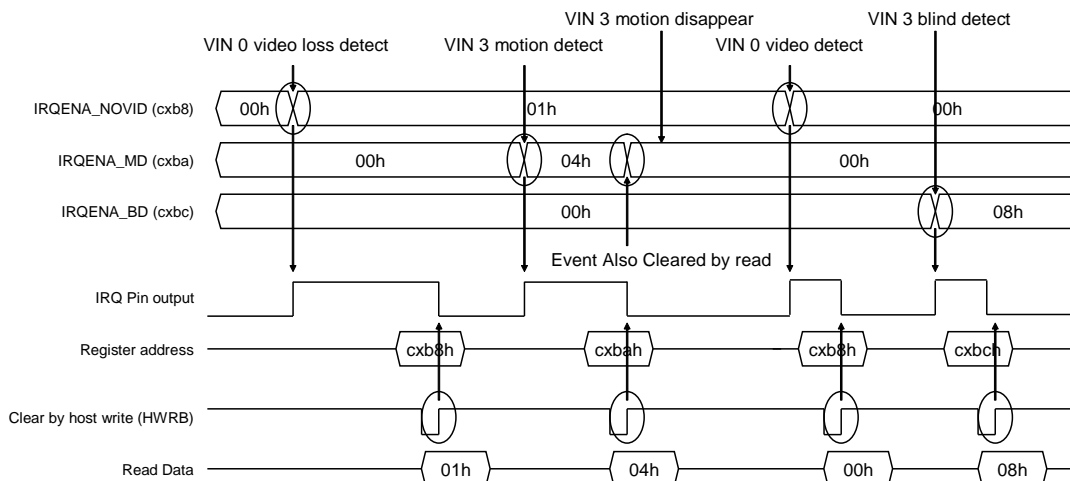 VIN 3 motion disappear
VIN 3 blind detect
VIN 0 video loss detect
VIN 3 motion detect
VIN 0 video detect
IRQENA_NOVID (cxb8)
00h
01h
00h
IRQENA_MD (cxba)
00h
04h
00h
IRQENA_BD (cxbc)
00h
08h
Event Also Cleared by read
IRQ Pin output
Register address
cxb8h
cxbah
cxb8h
cxbch
Clear by host write (HWRB)
Read Data
01h
04h
00h
08h